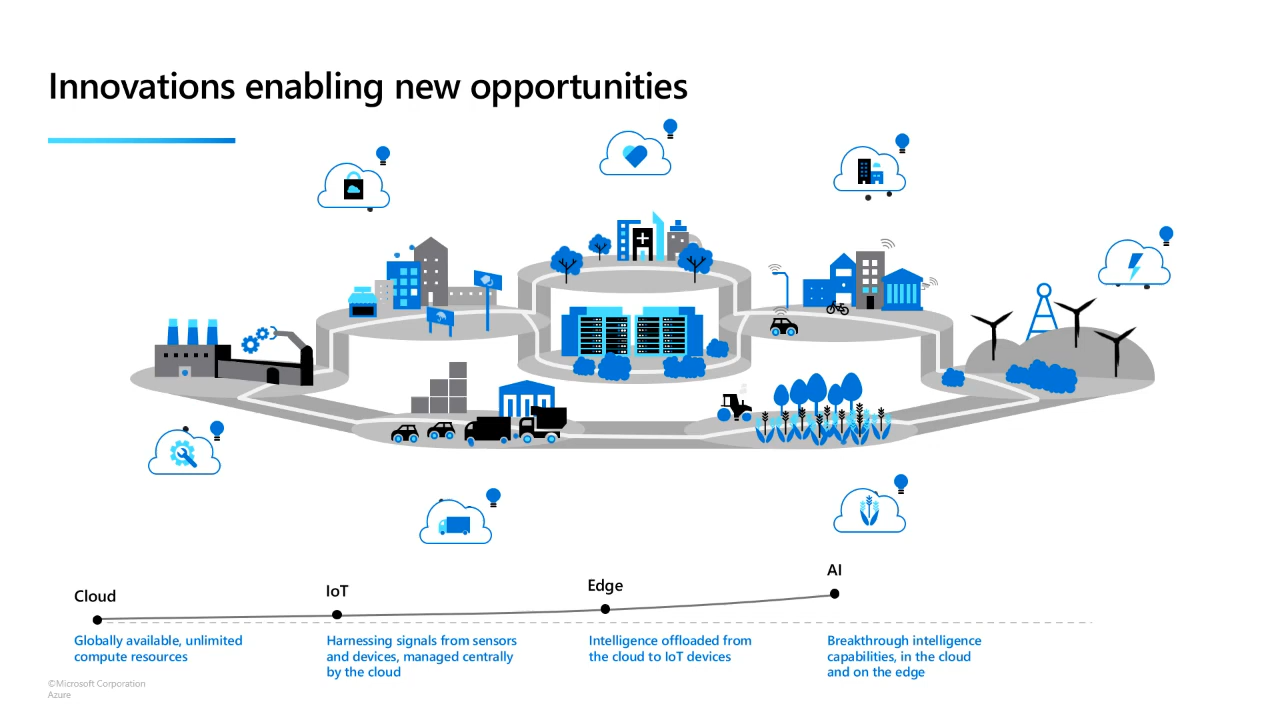 Innovations enabling new opportunities
Cloud
IoT
Edge
AI
Globally available, unlimited
compute resources
Harnessing signals from sensors
and devices, managed centrally
by the cloud
Intelligence offloaded from
the cloud to IoT devices
Breakthrough intelligence
capabilities, in the cloud
and on the edge
©Microsoft Corporation
Azure